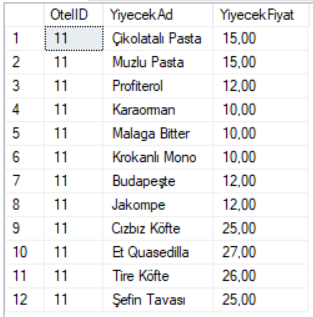 OtelID YiyecekAd YiyecekFiyat
1 11 Çikolatalı Pasta 15,00
2 11 Muzlu Pasta 15,00
3 11 Profiterol 12,00
4 11 Karaorman 10,00
5 11 Malaga Bitter 10,00
6 11 Krokanlı Mono 10,00
7 11 Budapeşte 12,00
8 11 Jakompe 12,00
9 11 Cızbız Köfte 25,00
10 11 Et Quasedilla 27,00
11 11 Tire Köfte 26,00
12 11 Şefin Tavası 25,00